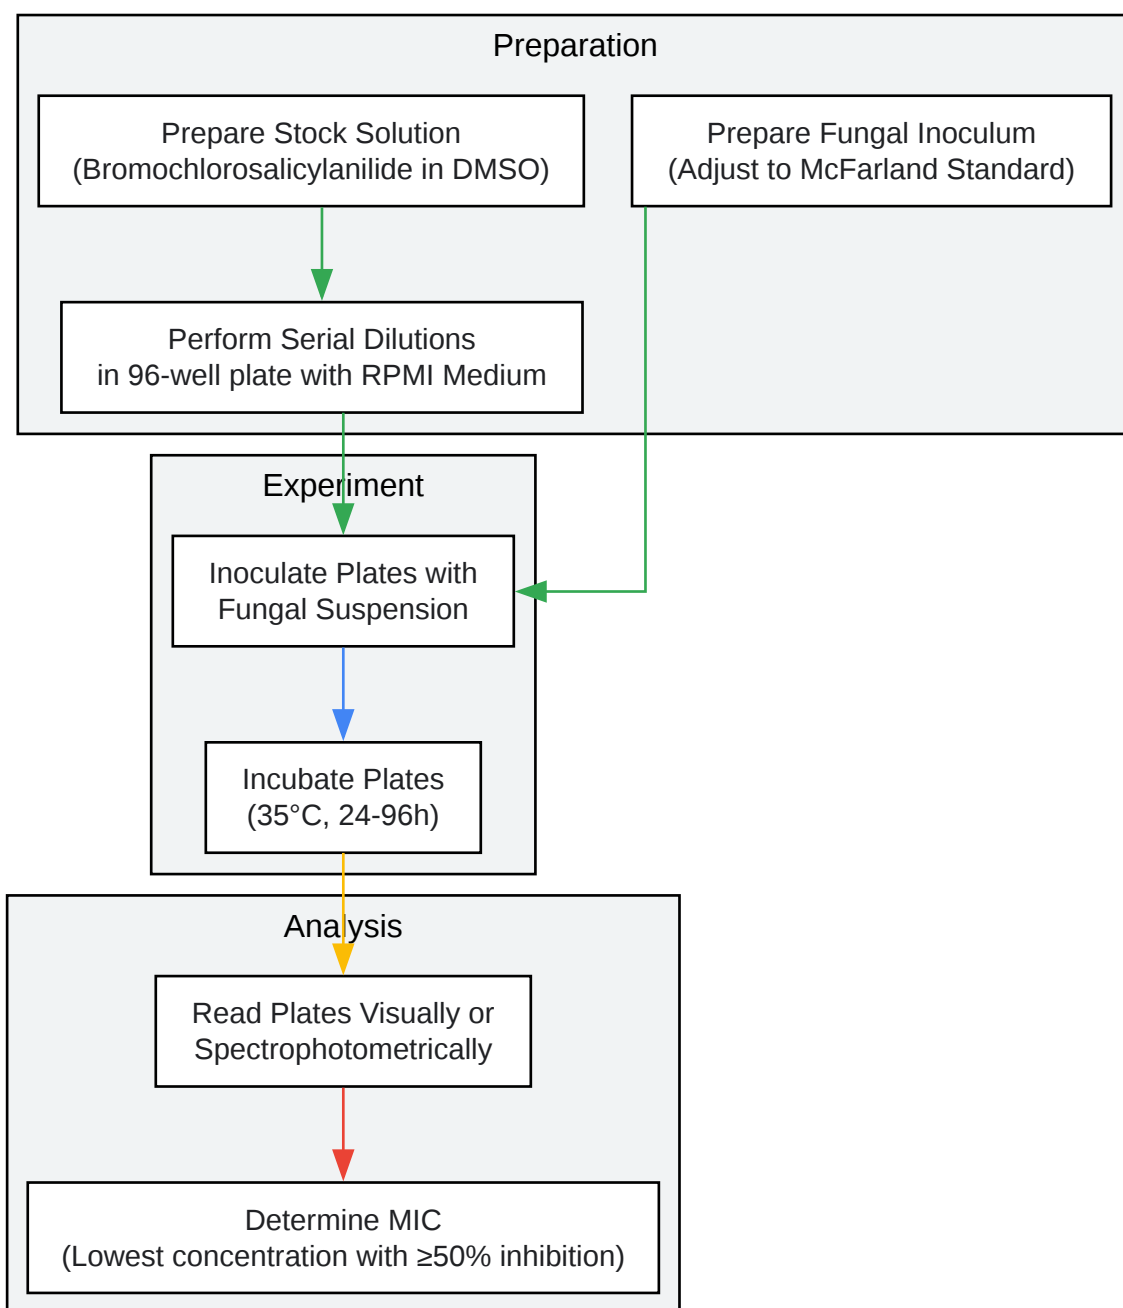 Preparation
Prepare Stock Solution
(Bromochlorosalicylanilide in DMSO)
Prepare Fungal Inoculum
(Adjust to McFarland Standard)
Perform Serial Dilutions
in 96-well plate with RPMI Medium
Experiment
Inoculate Plates with
Fungal Suspension
Incubate Plates
(35°C, 24-96h)
Analysis
Read Plates Visually or
Spectrophotometrically
Determine MIC
(Lowest concentration with ≥50% inhibition)